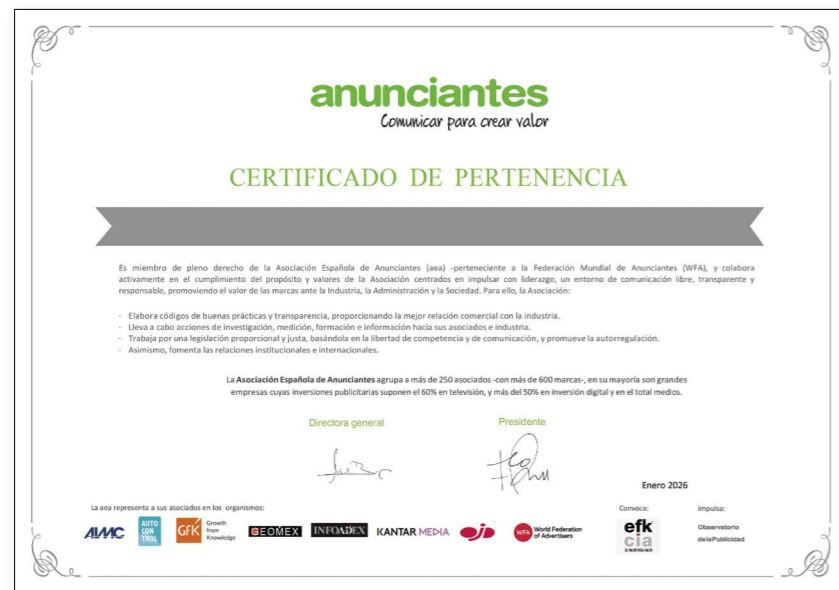 anunciantes
Comunicar para crear valor
CERTIFICADO DE PERTENENCIA
Es miembro de pleno derecho de la Asociación Española de Anunciantes (aea) -perteneciente a la Federación Mundial de Anunciantes (WFA), y colabora
activamente en el cumplimiento del propósito y valores de la Asociación centrados en impulsar con liderazgo, un entorno de comunicación libre, transparente y
responsable, promoviendo el valor de las marcas ante la Industria, la Administración y la Sociedad. Para ello, la Asociación:
· Elabora códigos de buenas prácticas y transparencia, proporcionando la mejor relación comercial con la industria.
· Lleva a cabo acciones de investigación, medición, formación e información hacia sus asociados e industria.
· Trabaja por una legislación proporcional y justa, basándola en la libertad de competencia y de comunicación, y promueve la autorregulación.
· Asimismo, fomenta las relaciones institucionales e internacionales.
La Asociación Española de Anunciantes agrupa a más de 250 asociados -con más de 600 marcas-, en su mayoría son grandes
empresas cuyas inversiones publicitarias suponen el 60% en televisión, y más del 50% en inversión digital y en el total medios.
Directora general
Presidente
Enero 2026
La aea representa a sus asociados en los organismos:
Convoca:
Impulsa:
AIMC
AUTO
CON
TROL
GFK
Growth
from
Knowledge
GEOMEX
INFOADEX
KANTAR MEDIA
ojd
WFA
World Federation
of Advertisers
efk
cia
Observatorio
delaPublicidad